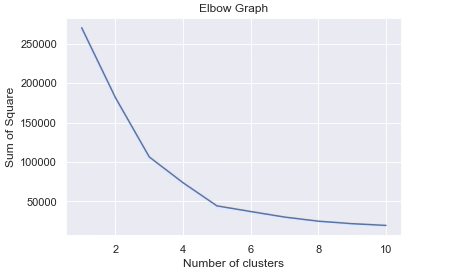 Elbow Graph
Sum of Square
250000
200000
150000
100000
50000
2 4 6 8 10
Number of clusters